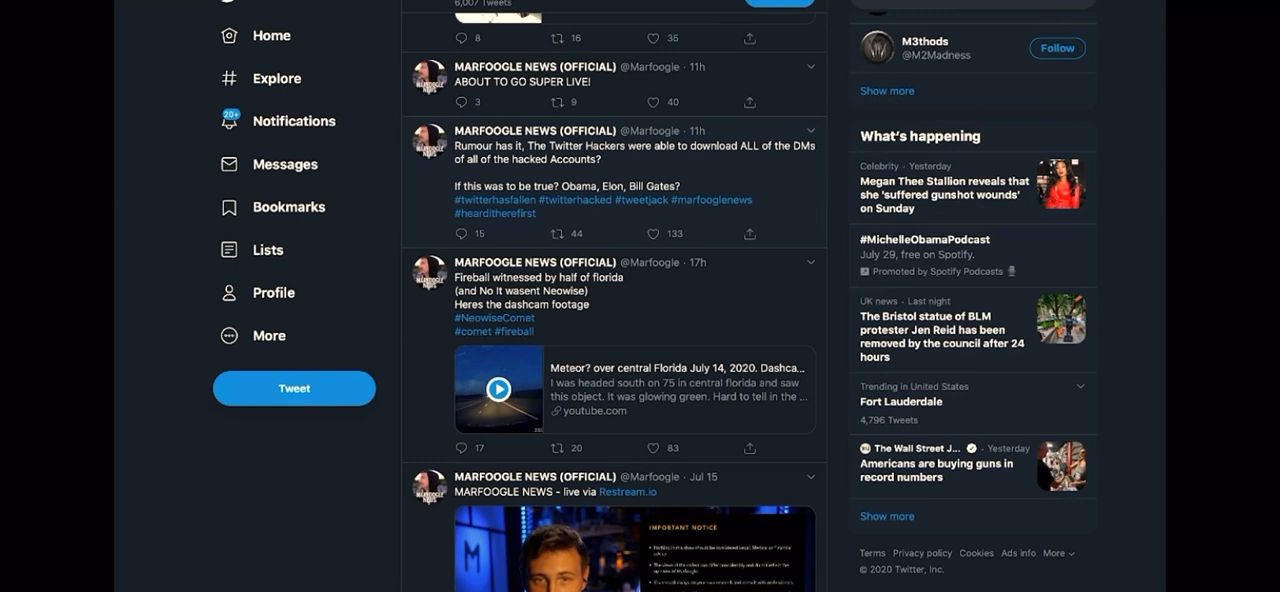 Home
Explore
20+
Notifications
Messages
Bookmarks
Lists
Profile
More
Tweet
6,007 Tweets
8 16 35
MARFOOGLE NEWS (OFFICIAL) @Marfoogle · 11h
ABOUT TO GO SUPER LIVE!
3 9 40
MARFOOGLE NEWS (OFFICIAL) @Marfoogle · 11h
Rumour has it, The Twitter Hackers were able to download ALL of the DMs
of all of the hacked Accounts?
If this was to be true? Obama, Elon, Bill Gates?
#twitterhasfallen #twitterhacked #tweetjack #marfooglenews
#hearditherefirst
15 44 133
MARFOOGLE NEWS (OFFICIAL) @Marfoogle · 17h
Fireball witnessed by half of florida
(and No It wasent Neowise)
Heres the dashcam footage
#NeowiseComet
#comet #fireball
Meteor? over central Florida July 14, 2020. Dashca...
I was headed south on 75 in central florida and saw
this object. It was glowing green. Hard to tell in the ...
youtube.com
17 20 83
MARFOOGLE NEWS (OFFICIAL) @Marfoogle · Jul 15
MARFOOGLE NEWS - live via Restream.io
M
IMPORTANT NOTICE
M3thods
@M2Madness
Follow
Show more
What's happening
Celebrity · Yesterday
Megan Thee Stallion reveals that
she 'suffered gunshot wounds'
on Sunday
#MichelleObamaPodcast
July 29, free on Spotify.
Promoted by Spotify Podcasts
UK news · Last night
The Bristol statue of BLM
protester Jen Reid has been
removed by the council after 24
hours
Trending in United States
Fort Lauderdale
4,796 Tweets
The Wall Street J... · Yesterday
Americans are buying guns in
record numbers
Show more
Terms Privacy policy Cookies Ads info More
© 2020 Twitter, Inc.